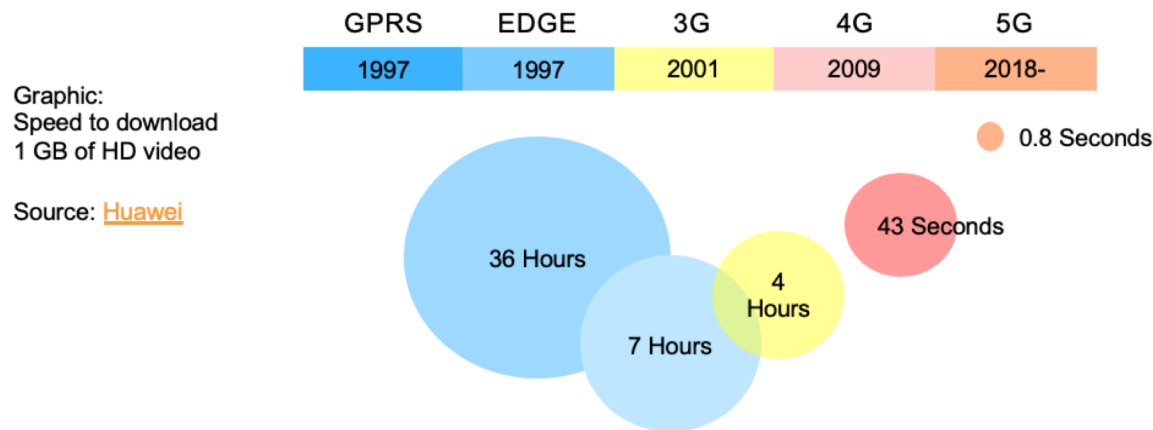 GPRS EDGE 3G 4G 5G
1997 1997 2001 2009 2018-
Graphic:
Speed to download
1 GB of HD video
Source: Huawei
0.8 Seconds
43 Seconds
36 Hours
4
Hours
7 Hours